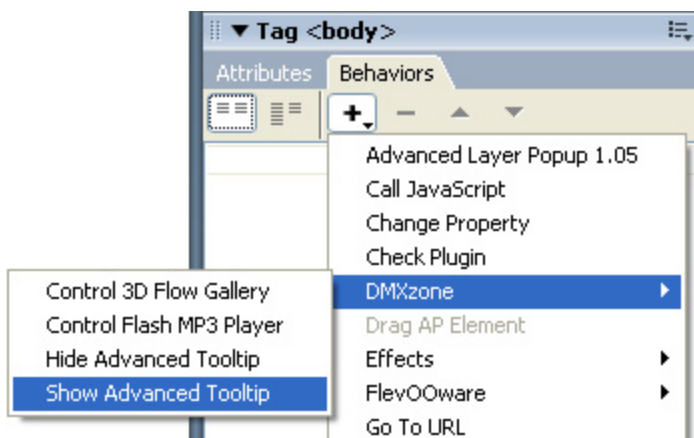 Tag <body>
Attributes Behaviors
Advanced Layer Popup 1.05
Call JavaScript
Change Property
Check Plugin
DMXzone
Drag AP Element
Effects
FlevOOware
Go To URL
Control 3D Flow Gallery
Control Flash MP3 Player
Hide Advanced Tooltip
Show Advanced Tooltip